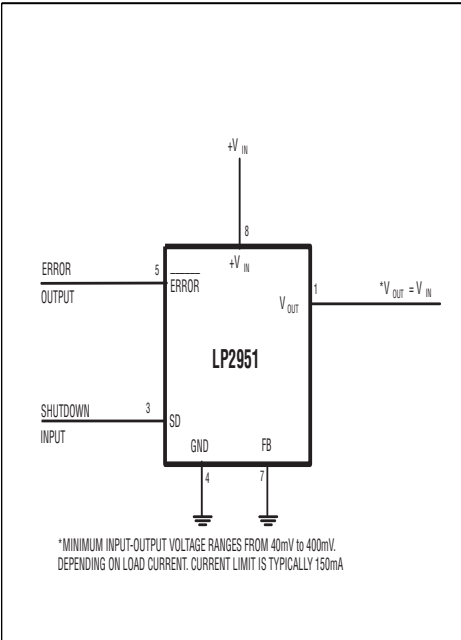 +V IN
8
+V IN
ERROR
5
ERROR
OUTPUT
1
V OUT
*V OUT = V IN
LP2951
SHUTDOWN
3
SD
INPUT
GND
FB
4
7
*MINIMUM INPUT-OUTPUT VOLTAGE RANGES FROM 40mV to 400mV.
DEPENDING ON LOAD CURRENT. CURRENT LIMIT IS TYPICALLY 150mA